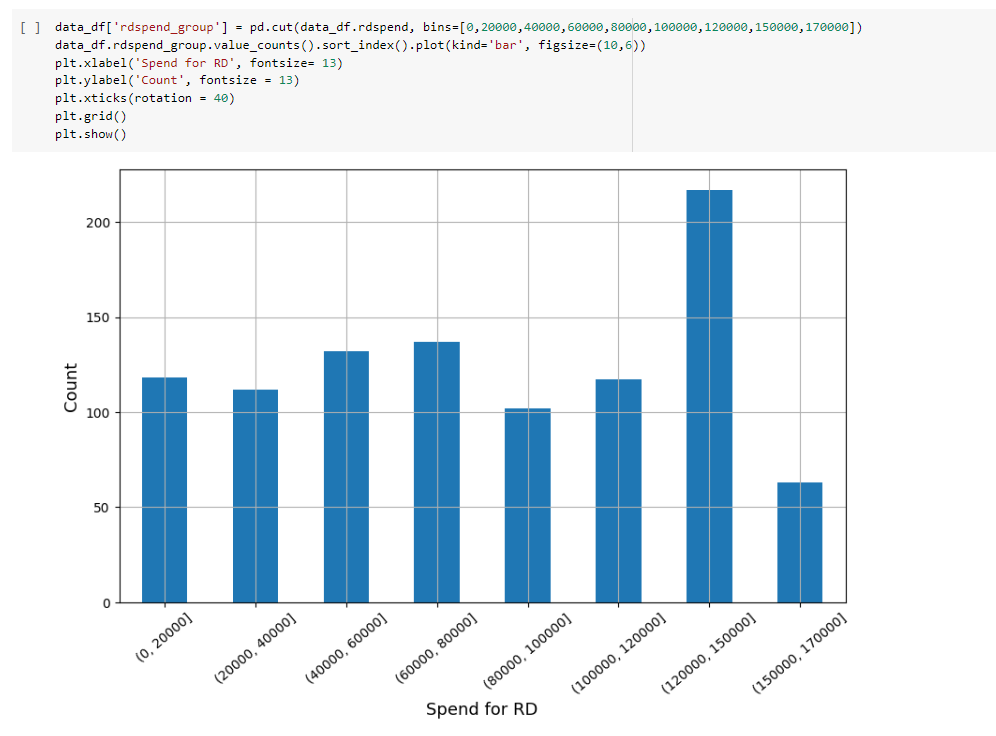 [ ] data_df['rdspend_group'] = pd.cut(data_df.rdspend, bins=[0,20000,40000,60000,80000,100000,120000,150000,170000])
data_df.rdspend_group.value_counts().sort_index().plot(kind='bar', figsize=(10,6))
plt.xlabel('Spend for RD', fontsize= 13)
plt.ylabel('Count', fontsize = 13)
plt.xticks(rotation = 40)
plt.grid()
plt.show()
200
150
100
50
0
Count
(0, 20000]
(20000, 40000]
(40000, 60000]
(60000, 80000]
(80000, 100000]
(100000, 120000]
(120000, 150000]
(150000, 170000]
Spend for RD